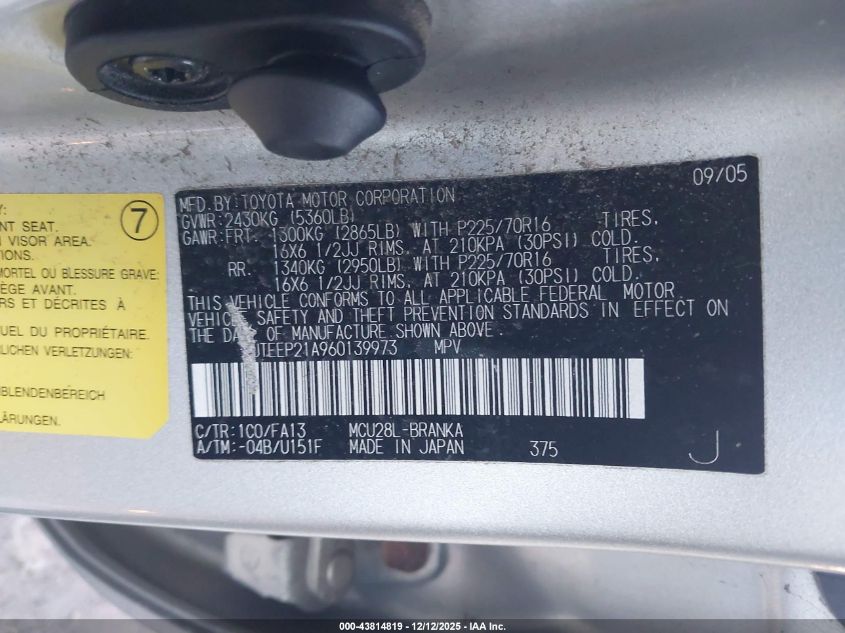 MFD. BY: TOYOTA MOTOR CORPORATION 09/05
GVWR: 2430KG (5360LB)
GAWR: FRT. 1300KG (2865LB) WITH P225/70R16 TIRES,
16X6 1/2JJ RIMS, AT 210KPA (30PSI) COLD.
RR. 1340KG (2950LB) WITH P225/70R16 TIRES,
16X6 1/2JJ RIMS, AT 210KPA (30PSI) COLD.
THIS VEHICLE CONFORMS TO ALL APPLICABLE FEDERAL MOTOR
VEHICLE SAFETY AND THEFT PREVENTION STANDARDS IN EFFECT ON
THE DATE OF MANUFACTURE SHOWN ABOVE.
TEEP21A960139973 MPV
C/TR: 1C0/FA13 MCU28L-BRANKA
A/TM: -04B/U151F MADE IN JAPAN 375 J
7
NT SEAT.
VISOR AREA.
MORTEL OU BLESSURE GRAVE:
ÈGE AVANT.
RS ET DÉCRITES À
UEL DU PROPRIÉTAIRE.
LICHEN VERLETZUNGEN.
BLENDENBEREICH
LÄRUNGEN.
000-43814819 - 12/12/2025 - IAA Inc.